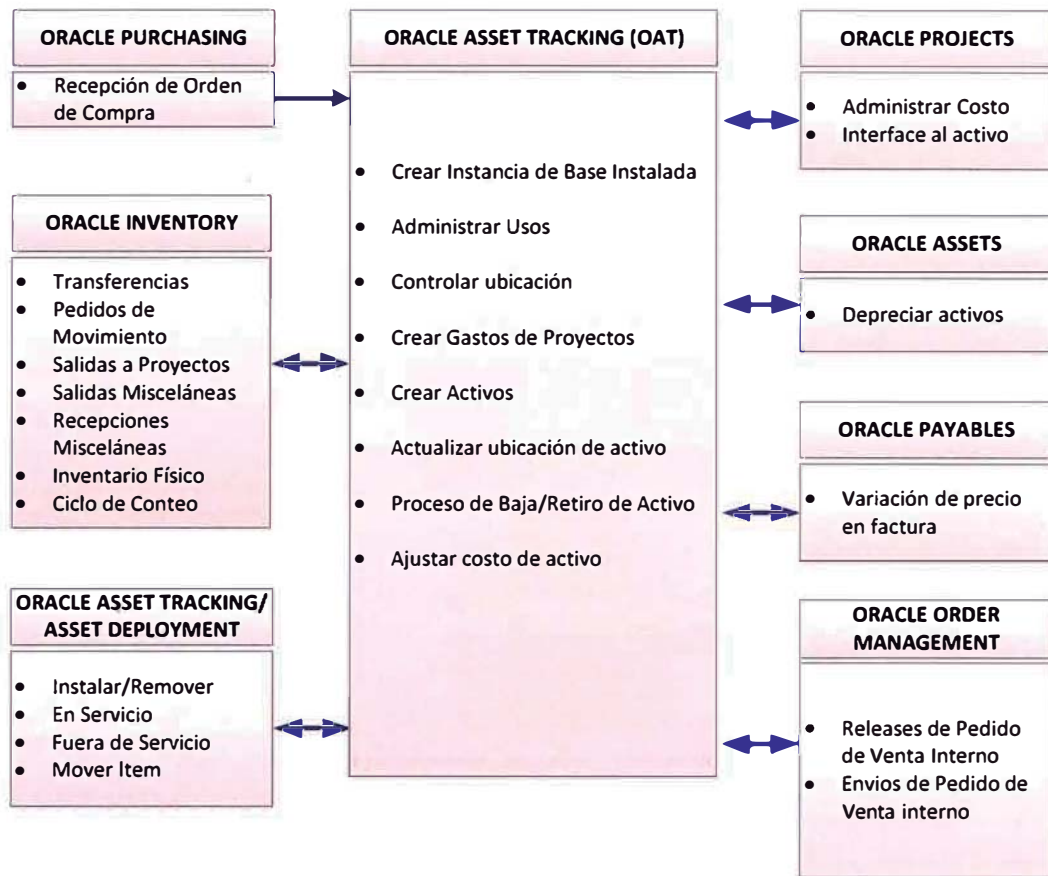 ORACLE PURCHASING
• Recepción de Orden
de Compra
ORACLE INVENTORY
• Transferencias
• Pedidos de
Movimiento
• Salidas a Proyectos
• Salidas Misceláneas
• Recepciones
Misceláneas
• Inventario Físico
• Ciclo de Conteo
ORACLE ASSET TRACKING/
ASSET DEPLOYMENT
• Instalar/Remover
• En Servicio
• Fuera de Servicio
• Mover Item
ORACLE ASSET TRACKING (OAT)
• Crear Instancia de Base Instalada
• Administrar Usos
• Controlar ubicación
• Crear Gastos de Proyectos
• Crear Activos
• Actualizar ubicación de activo
• Proceso de Baja/Retiro de Activo
• Ajustar costo de activo
ORACLE PROJECTS
• Administrar Costo
• Interface al activo
ORACLE ASSETS
• Depreciar activos
ORACLE PAYABLES
• Variación de precio
en factura
ORACLE ORDER
MANAGEMENT
• Releases de Pedido
de Venta Interno
• Envios de Pedido de
Venta interno